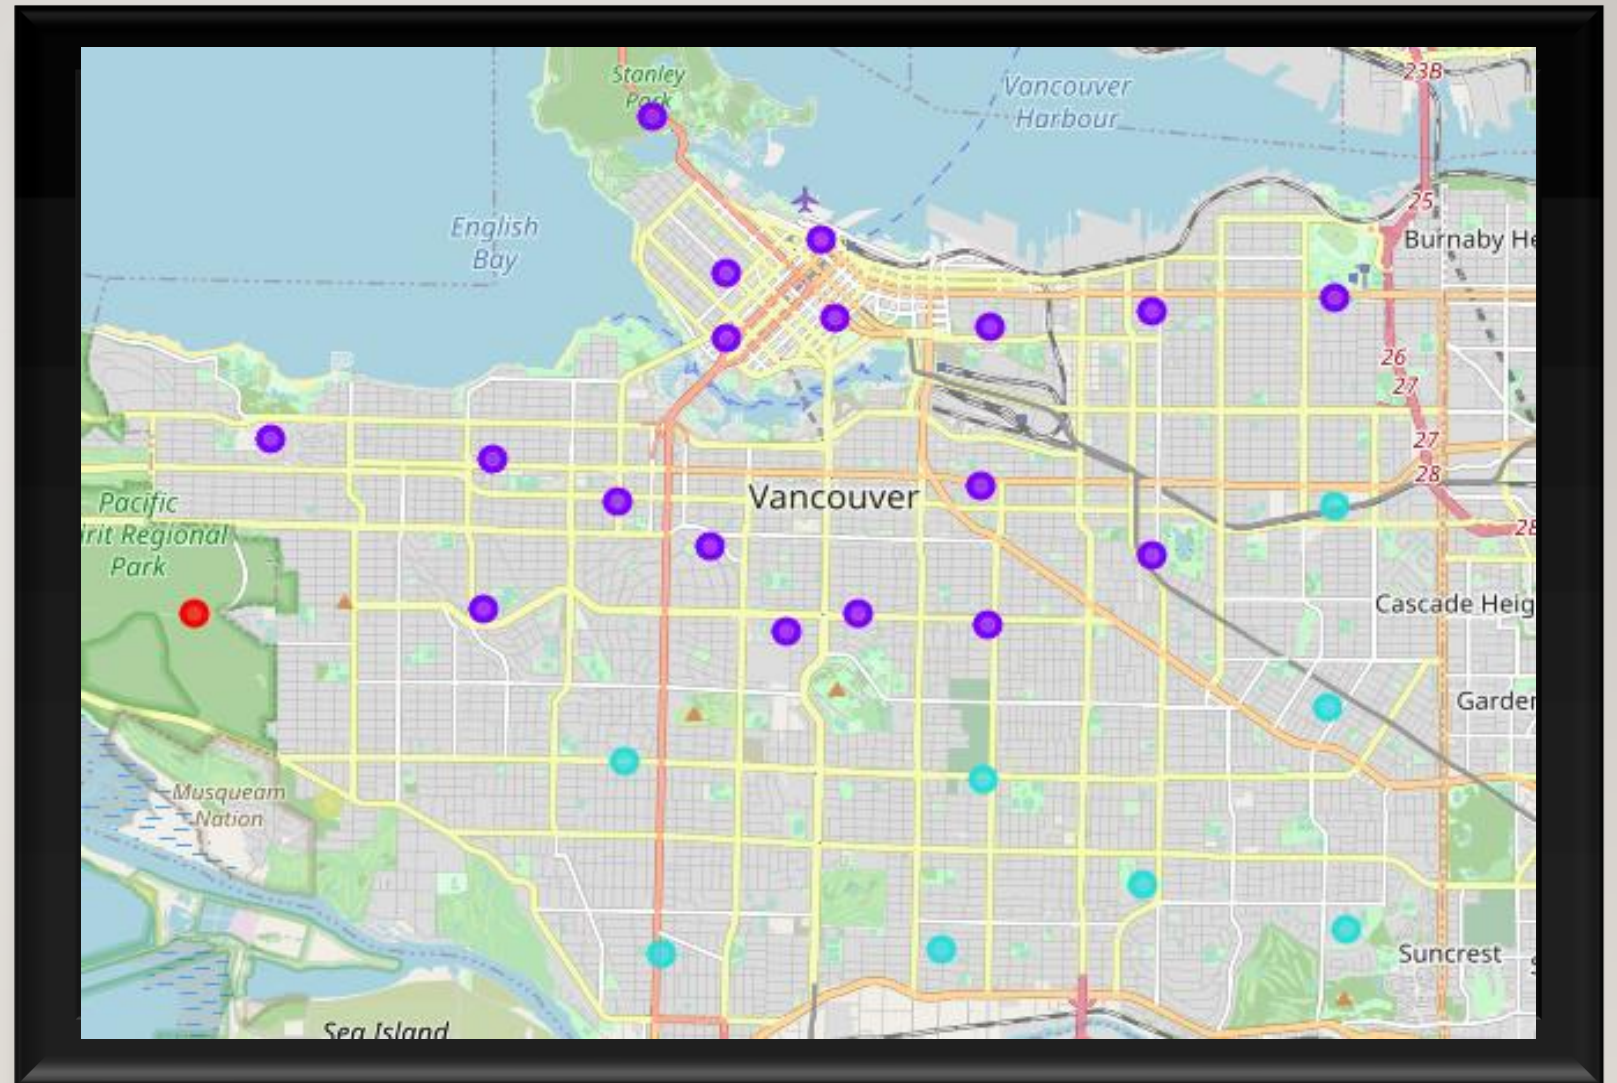 Stanley
Park
Vancouver
Harbour
23B
25
English
Bay
Burnaby He
26
27
27
28
Vancouver
Pacific
irit Regional
Park
28
Cascade Heig
Garden
Musqueam
Nation
Suncrest
Sea Island